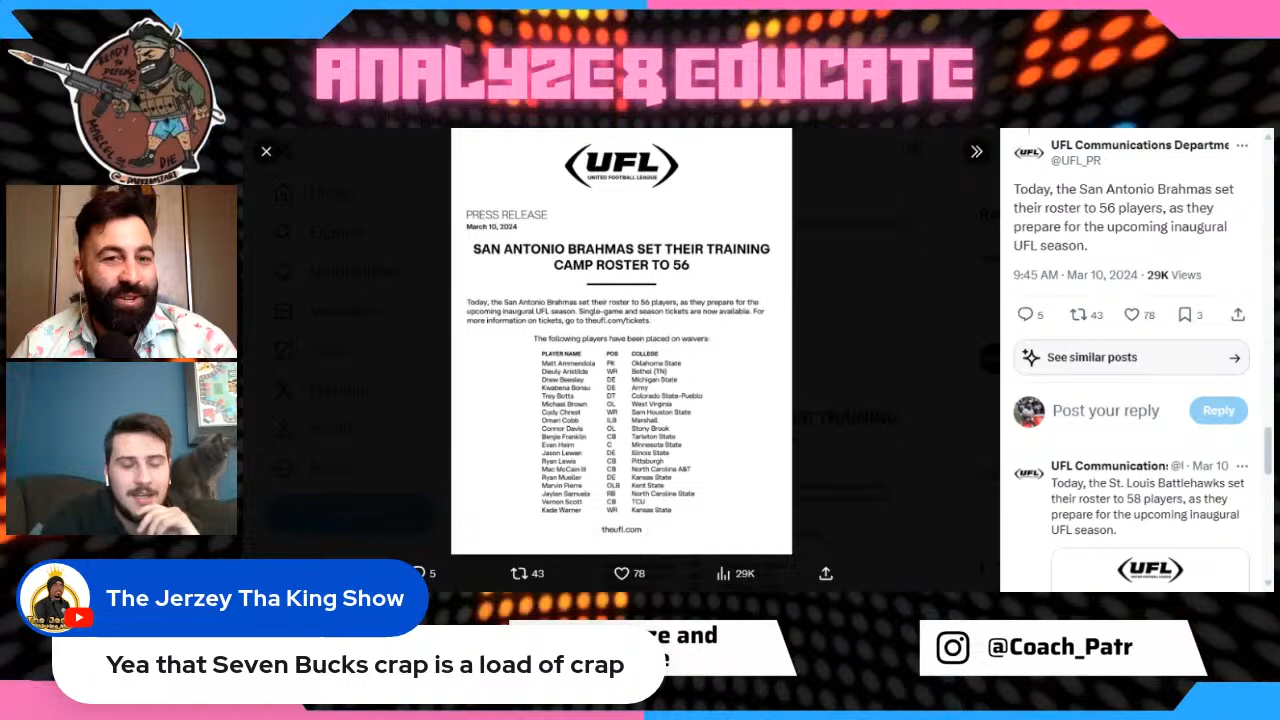 ANALYZE & EDUCATE
READY
TO
DEFEND
MARCEL OR
DIE
UFL
UNITED FOOTBALL LEAGUE
PRESS RELEASE
March 10, 2024
SAN ANTONIO BRAHMAS SET THEIR TRAINING
CAMP ROSTER TO 56
Today, the San Antonio Brahmas set their roster to 56 players, as they prepare for the
upcoming inaugural UFL season. Single-game and season tickets are now available. For
more information on tickets, go to theufl.com/tickets.
The following players have been placed on waivers:
PLAYER NAME POS COLLEGE
Matt Ammendola PK Oklahoma State
Dieuly Aristilde WR Bethel (TN)
Drew Beesley DE Michigan State
Kwabena Bonsu DE Army
Trey Botts DT Colorado State-Pueblo
Michael Brown OL West Virginia
Cody Chrest WR Sam Houston State
Omari Cobb ILB Marshall
Connor Davis OL Stony Brook
Benjie Franklin CB Tarleton State
Evan Heim C Minnesota State
Jason Lewan DE Illinois State
Ryan Lewis CB Pittsburgh
Mac McCain III CB North Carolina A&T
Ryan Mueller DE Kansas State
Marvin Pierre OLB Kent State
Jaylen Samuels RB North Carolina State
Vernon Scott CB TCU
Kade Warner WR Kansas State
theufl.com
5 43 78 29K
UFL Communications Departme ...
@UFL_PR
Today, the San Antonio Brahmas set
their roster to 56 players, as they
prepare for the upcoming inaugural
UFL season.
9:45 AM · Mar 10, 2024 · 29K Views
5 43 78 3
See similar posts
Post your reply Reply
UFL Communication: @l · Mar 10 ...
Today, the St. Louis Battlehawks set
their roster to 58 players, as they
prepare for the upcoming inaugural
UFL season.
UFL
The Jerzey Tha King Show
Yea that Seven Bucks crap is a load of crap
ze and
e
@Coach_Patr